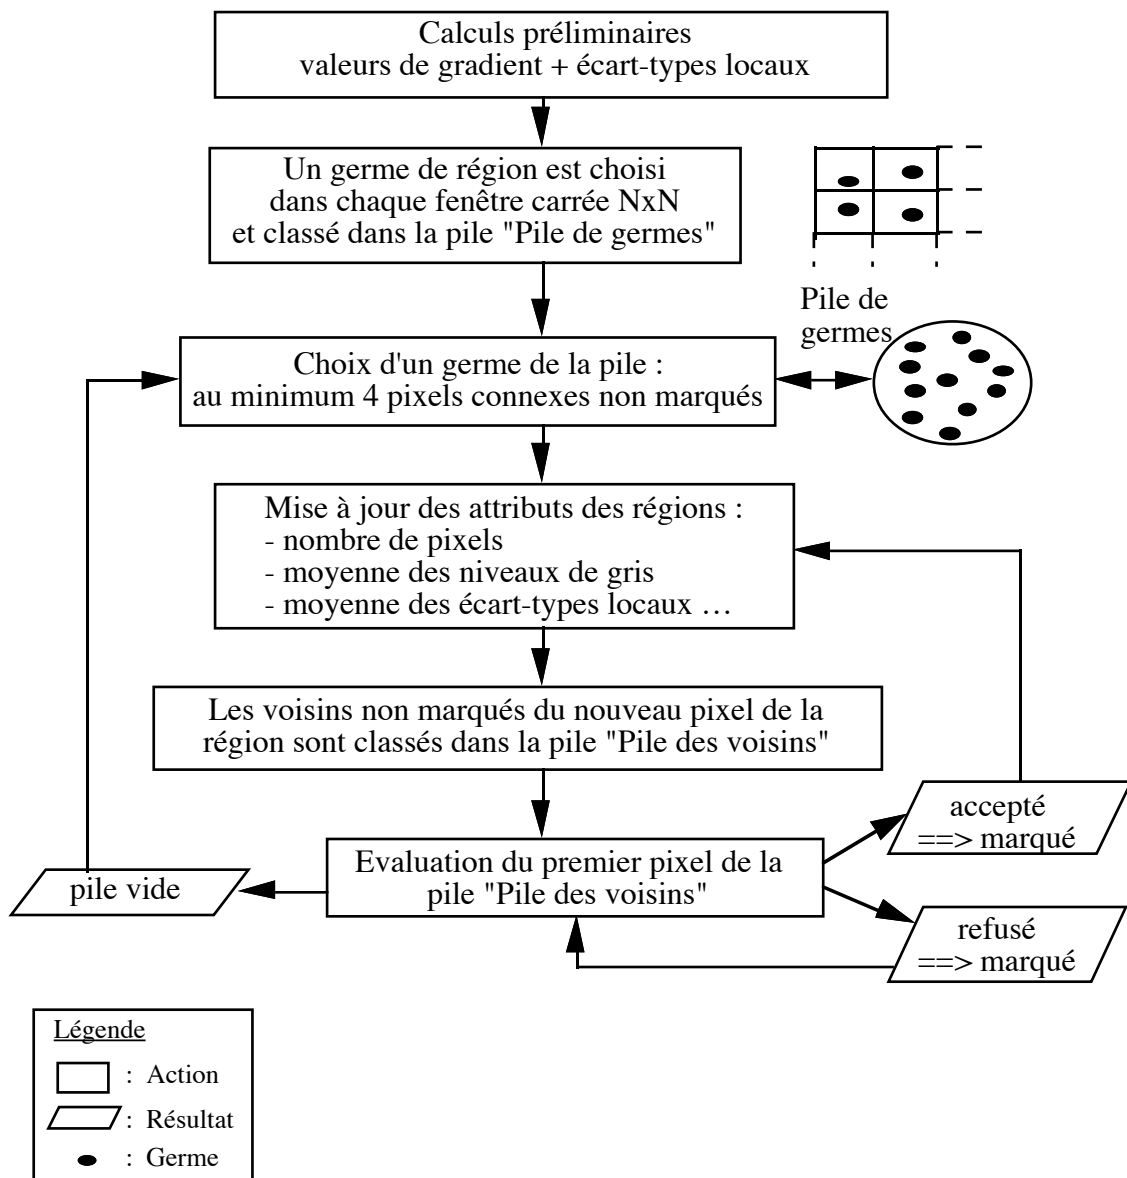 Calculs préliminaires
valeurs de gradient + écart-types locaux
Un germe de région est choisi
dans chaque fenêtre carrée NxN
et classé dans la pile "Pile de germes"
Pile de
germes
Choix d'un germe de la pile :
au minimum 4 pixels connexes non marqués
Mise à jour des attributs des régions :
- nombre de pixels
- moyenne des niveaux de gris
- moyenne des écart-types locaux …
Les voisins non marqués du nouveau pixel de la
région sont classés dans la pile "Pile des voisins"
accepté
==> marqué
Evaluation du premier pixel de la
pile "Pile des voisins"
pile vide
refusé
==> marqué
Légende
: Action
: Résultat
: Germe